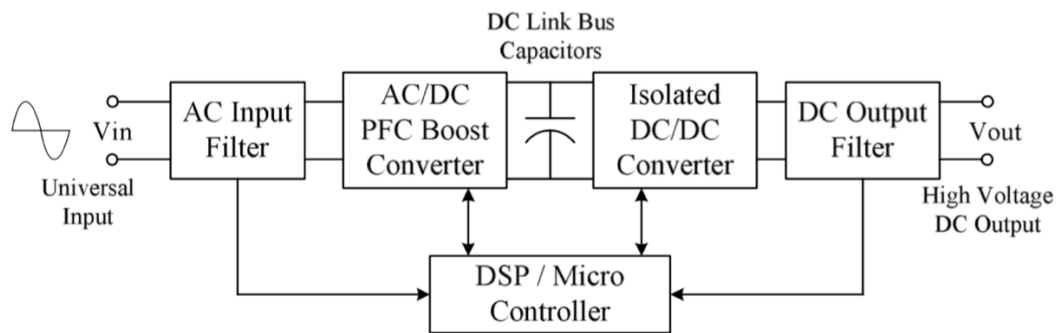 DC Link Bus
Capacitors
Vin
Universal
Input
AC Input
Filter
AC/DC
PFC Boost
Converter
Isolated
DC/DC
Converter
DC Output
Filter
Vout
High Voltage
DC Output
DSP / Micro
Controller